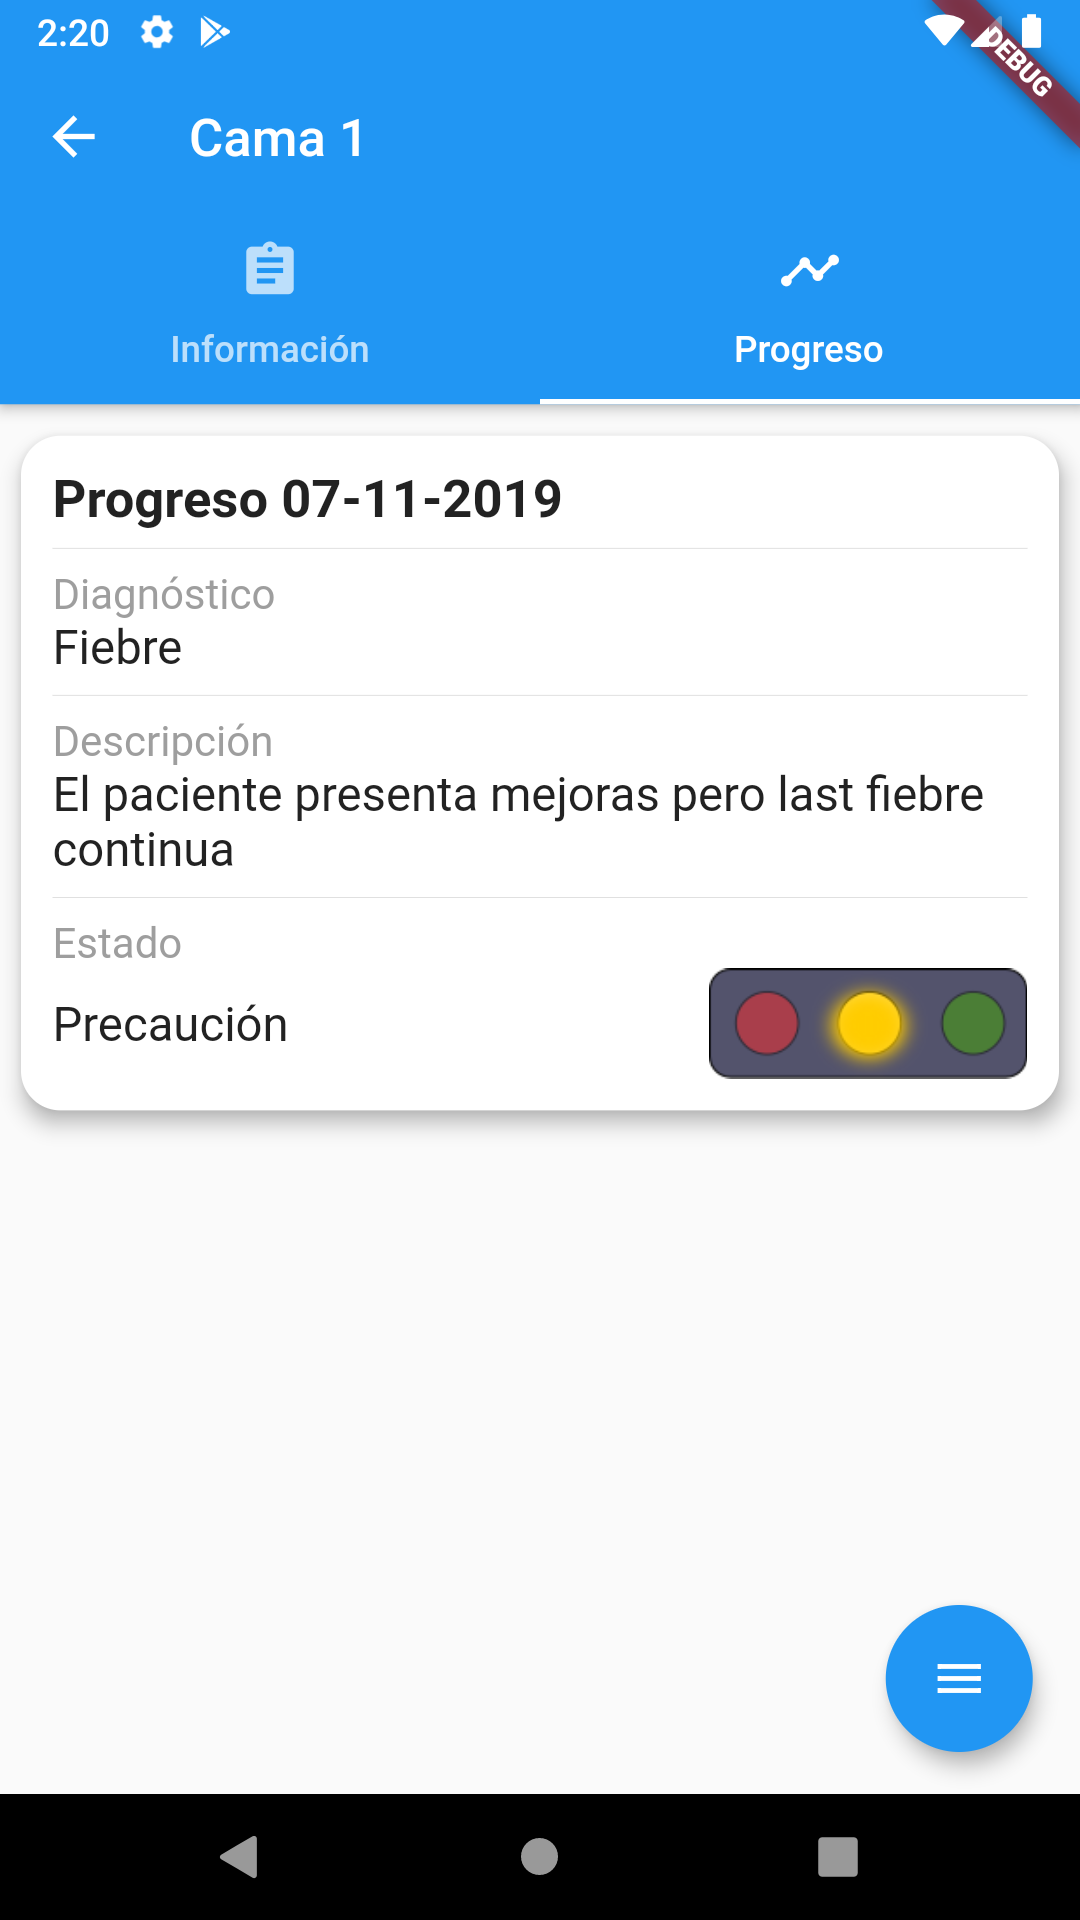 2:20
DEBUG
Cama 1
Información
Progreso
Progreso 07-11-2019
Diagnóstico
Fiebre
Descripción
El paciente presenta mejoras pero last fiebre
continua
Estado
Precaución